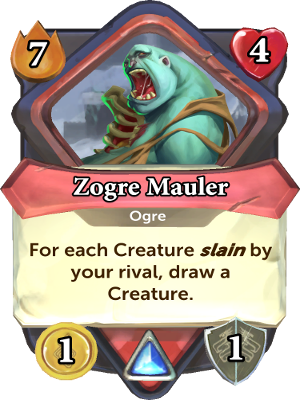 7
4
Zogre Mauler
Ogre
For each Creature slain by
your rival, draw a
Creature.
1
1